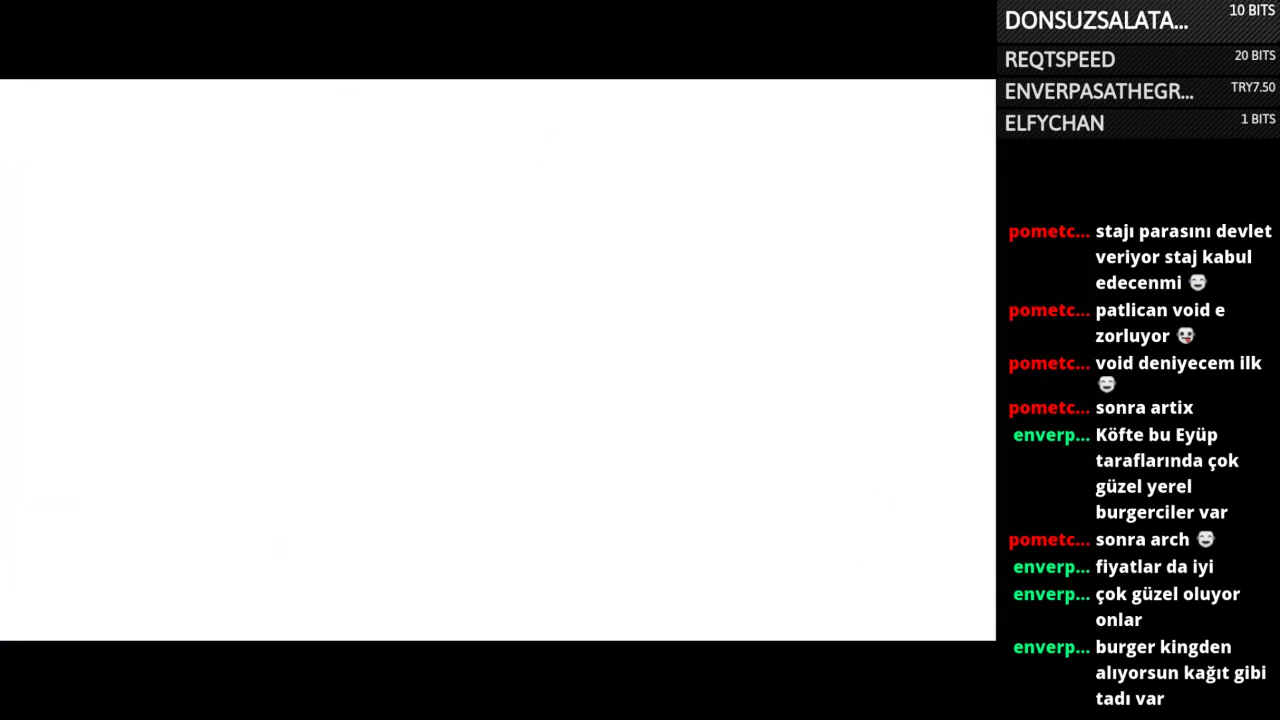 DONSUZSALATA... 10 BITS
REQTSPEED 20 BITS
ENVERPASATHEGR... TRY7.50
ELFYCHAN 1 BITS
pometc... stajı parasını devlet
veriyor staj kabul
edecenmi
pometc... patlican void e
zorluyor
pometc... void deniyecem ilk
pometc... sonra artix
enverp... Köfte bu Eyüp
taraflarında çok
güzel yerel
burgerciler var
pometc... sonra arch
enverp... fiyatlar da iyi
enverp... çok güzel oluyor
onlar
enverp... burger kingden
alıyorsun kağıt gibi
tadı var